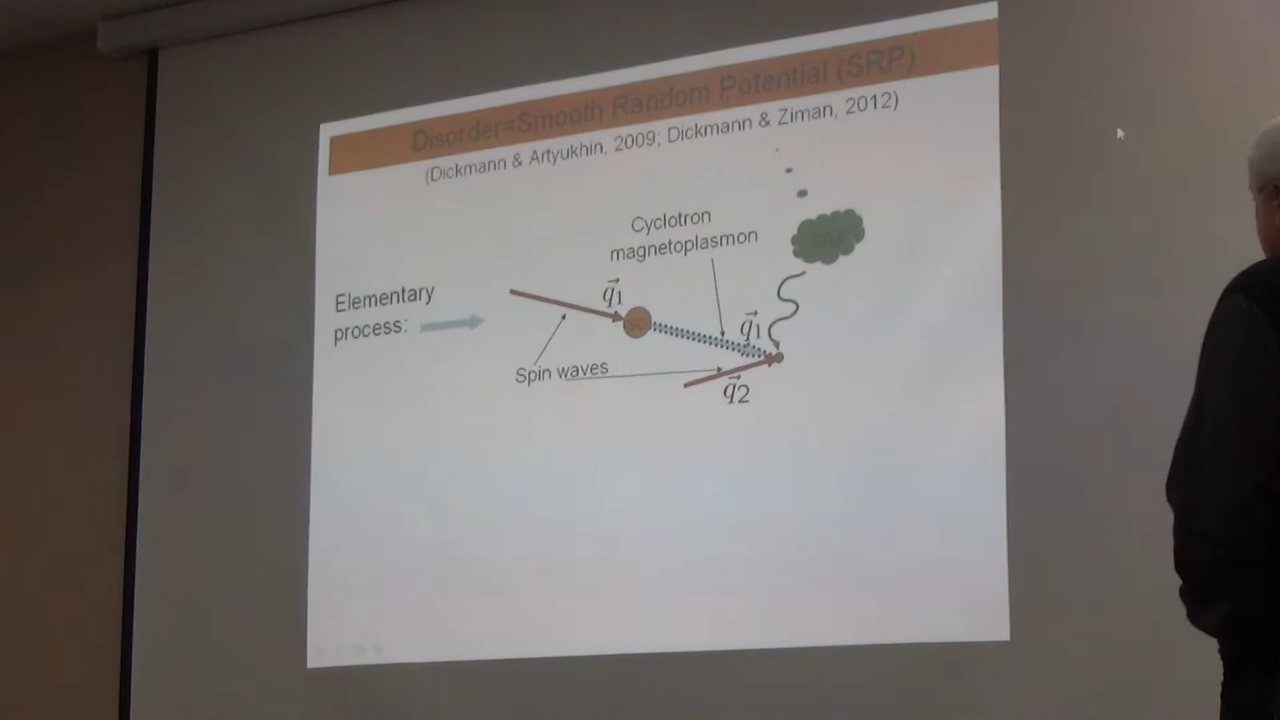 Disorder=Smooth Random Potential (SRP)
(Dickmann & Artyukhin, 2009; Dickmann & Ziman, 2012)
Cyclotron
magnetoplasmon
Elementary
process:
q⃗1
SO
q⃗1
Spin waves
q⃗2